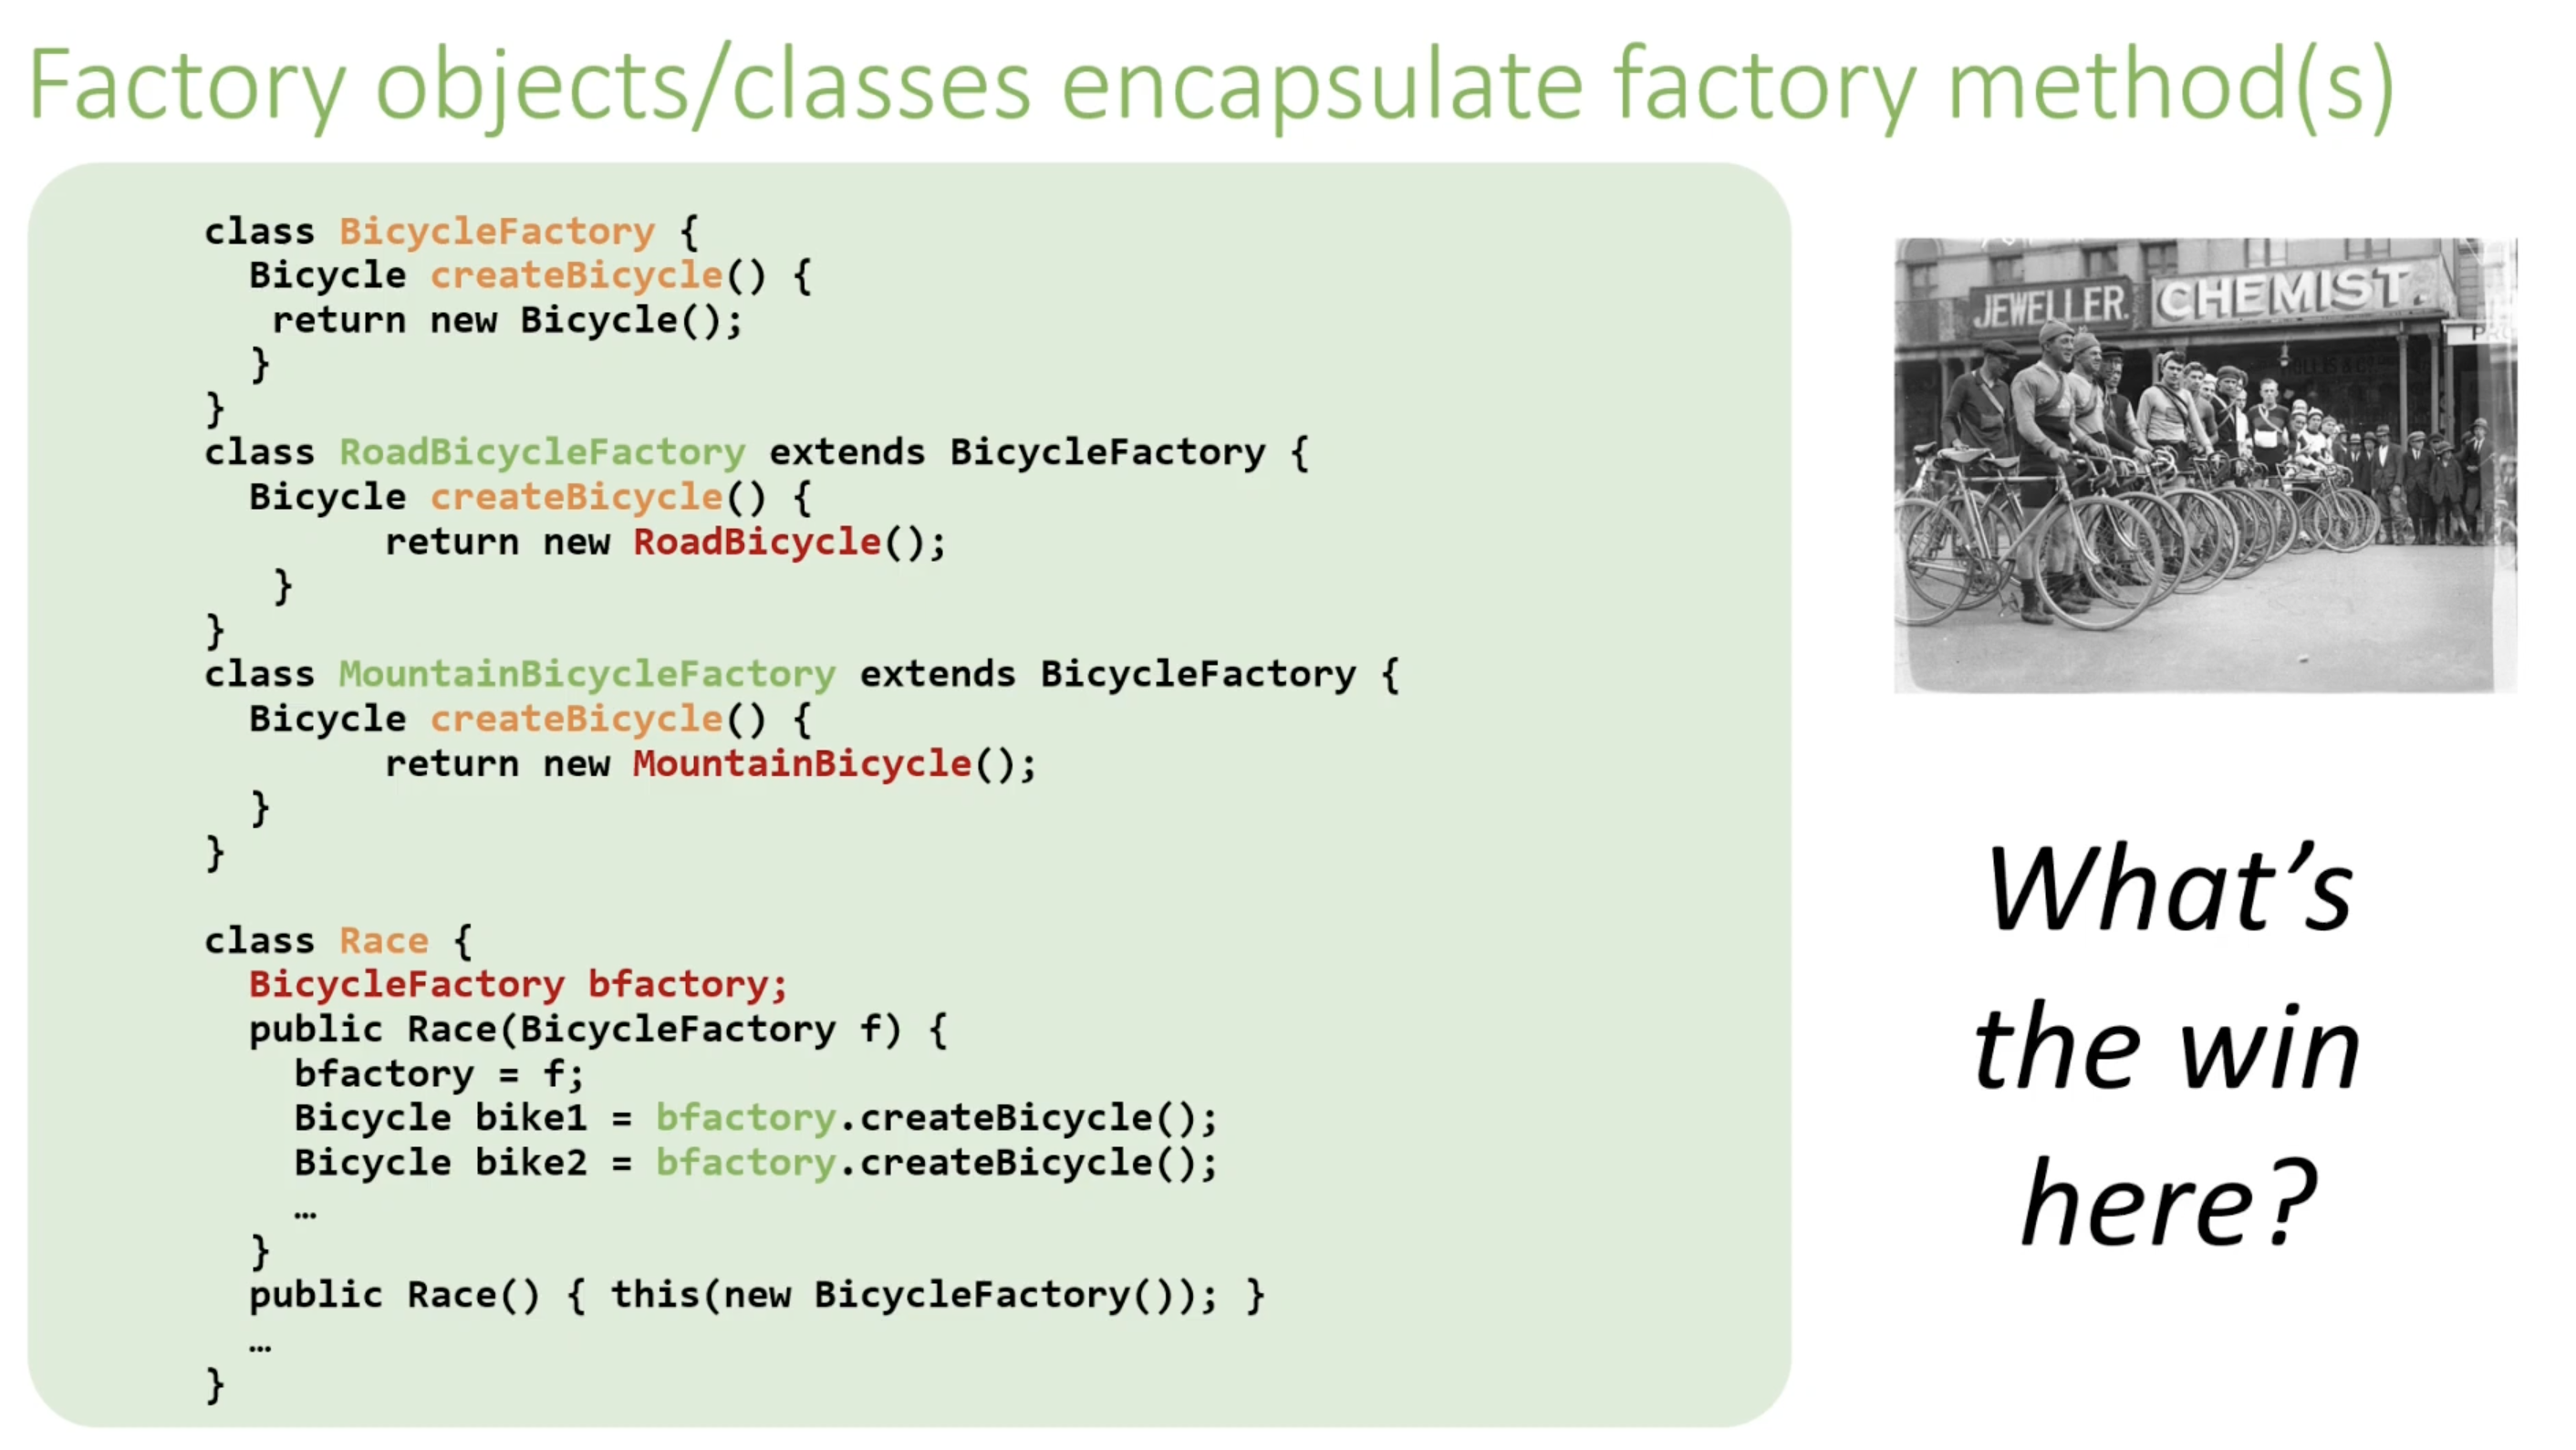 Factory objects/classes encapsulate factory method(s)
class BicycleFactory {
Bicycle createBicycle() {
return new Bicycle();
}
}
class RoadBicycleFactory extends BicycleFactory {
Bicycle createBicycle() {
return new RoadBicycle();
}
}
class MountainBicycleFactory extends BicycleFactory {
Bicycle createBicycle() {
return new MountainBicycle();
}
}
class Race {
BicycleFactory bfactory;
public Race(BicycleFactory f) {
bfactory = f;
Bicycle bike1 = bfactory.createBicycle();
Bicycle bike2 = bfactory.createBicycle();
…
}
public Race() { this(new BicycleFactory()); }
…
}
JEWELLER.
CHEMIST.
What’s
the win
here?